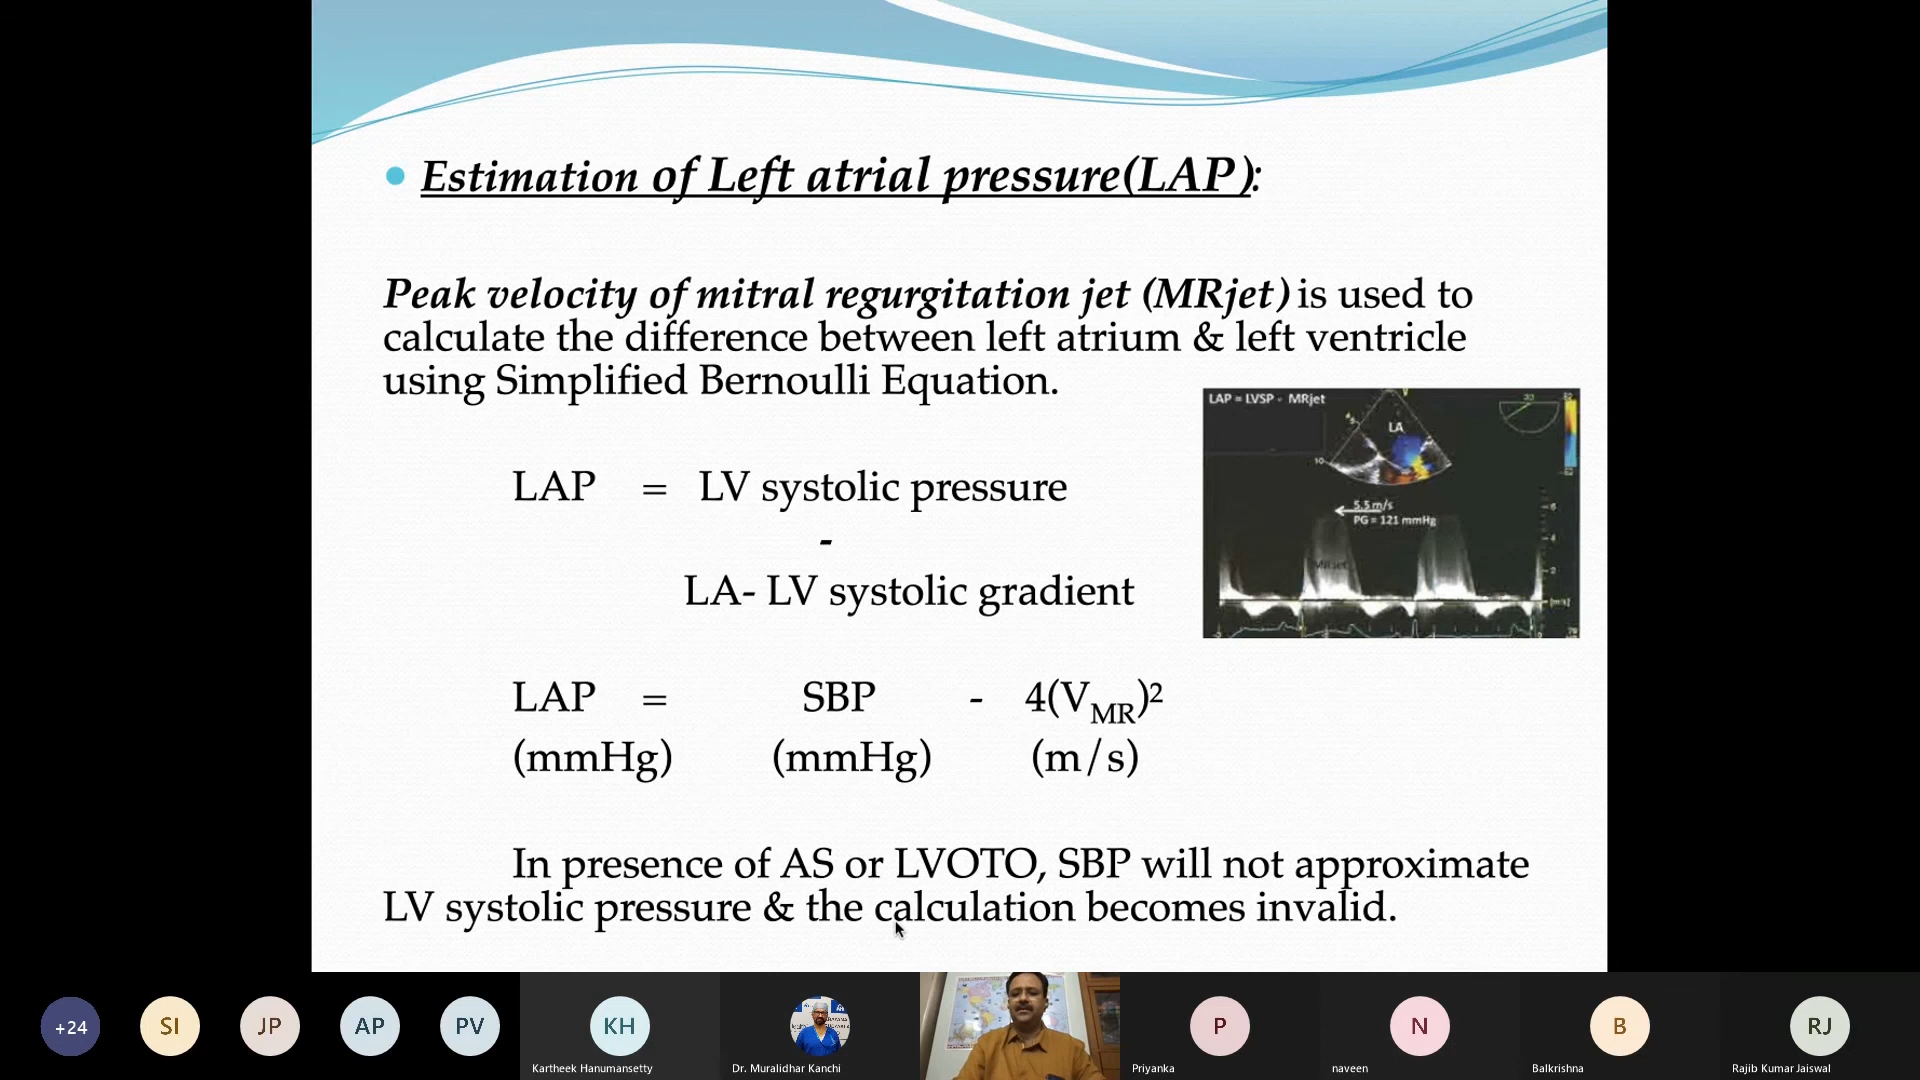 Estimation of Left atrial pressure(LAP):
Peak velocity of mitral regurgitation jet (MRjet) is used to
calculate the difference between left atrium & left ventricle
using Simplified Bernoulli Equation.
LAP = LVSP - MRjet
LA
5.5 m/s
PG = 121 mmHg
MRjet
LAP = LV systolic pressure
-
LA- LV systolic gradient
LAP = SBP - 4(VMR)²
(mmHg) (mmHg) (m/s)
In presence of AS or LVOTO, SBP will not approximate
LV systolic pressure & the calculation becomes invalid.
+24
SI
JP
AP
PV
KH
P
N
B
RJ
Kartheek Hanumansetty
Dr. Muralidhar Kanchi
Priyanka
naveen
Balkrishna
Rajib Kumar Jaiswal